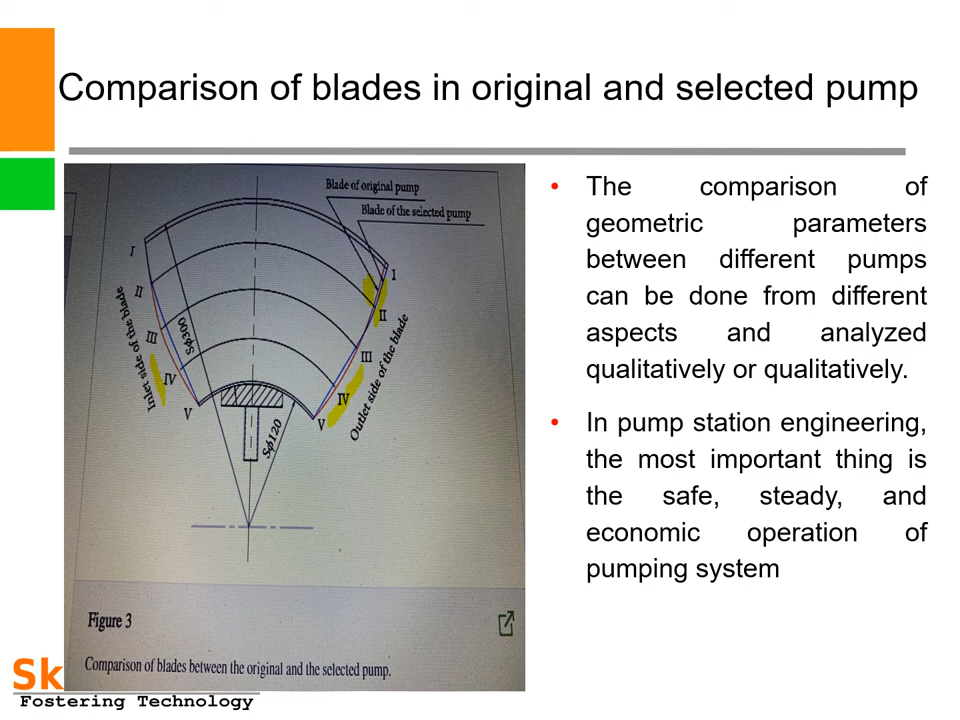 Comparison of blades in original and selected pump
Blade of original pump
Blade of the selected pump
I
I
II
II
III
III
IV
IV
V
V
Inlet side of the blade
Outlet side of the blade
Sϕ300
Sϕ120
Figure 3
Comparison of blades between the original and the selected pump.
• The comparison of
geometric parameters
between different pumps
can be done from different
aspects and analyzed
qualitatively or qualitatively.
• In pump station engineering,
the most important thing is
the safe, steady, and
economic operation of
pumping system
Sk
Fostering Technology